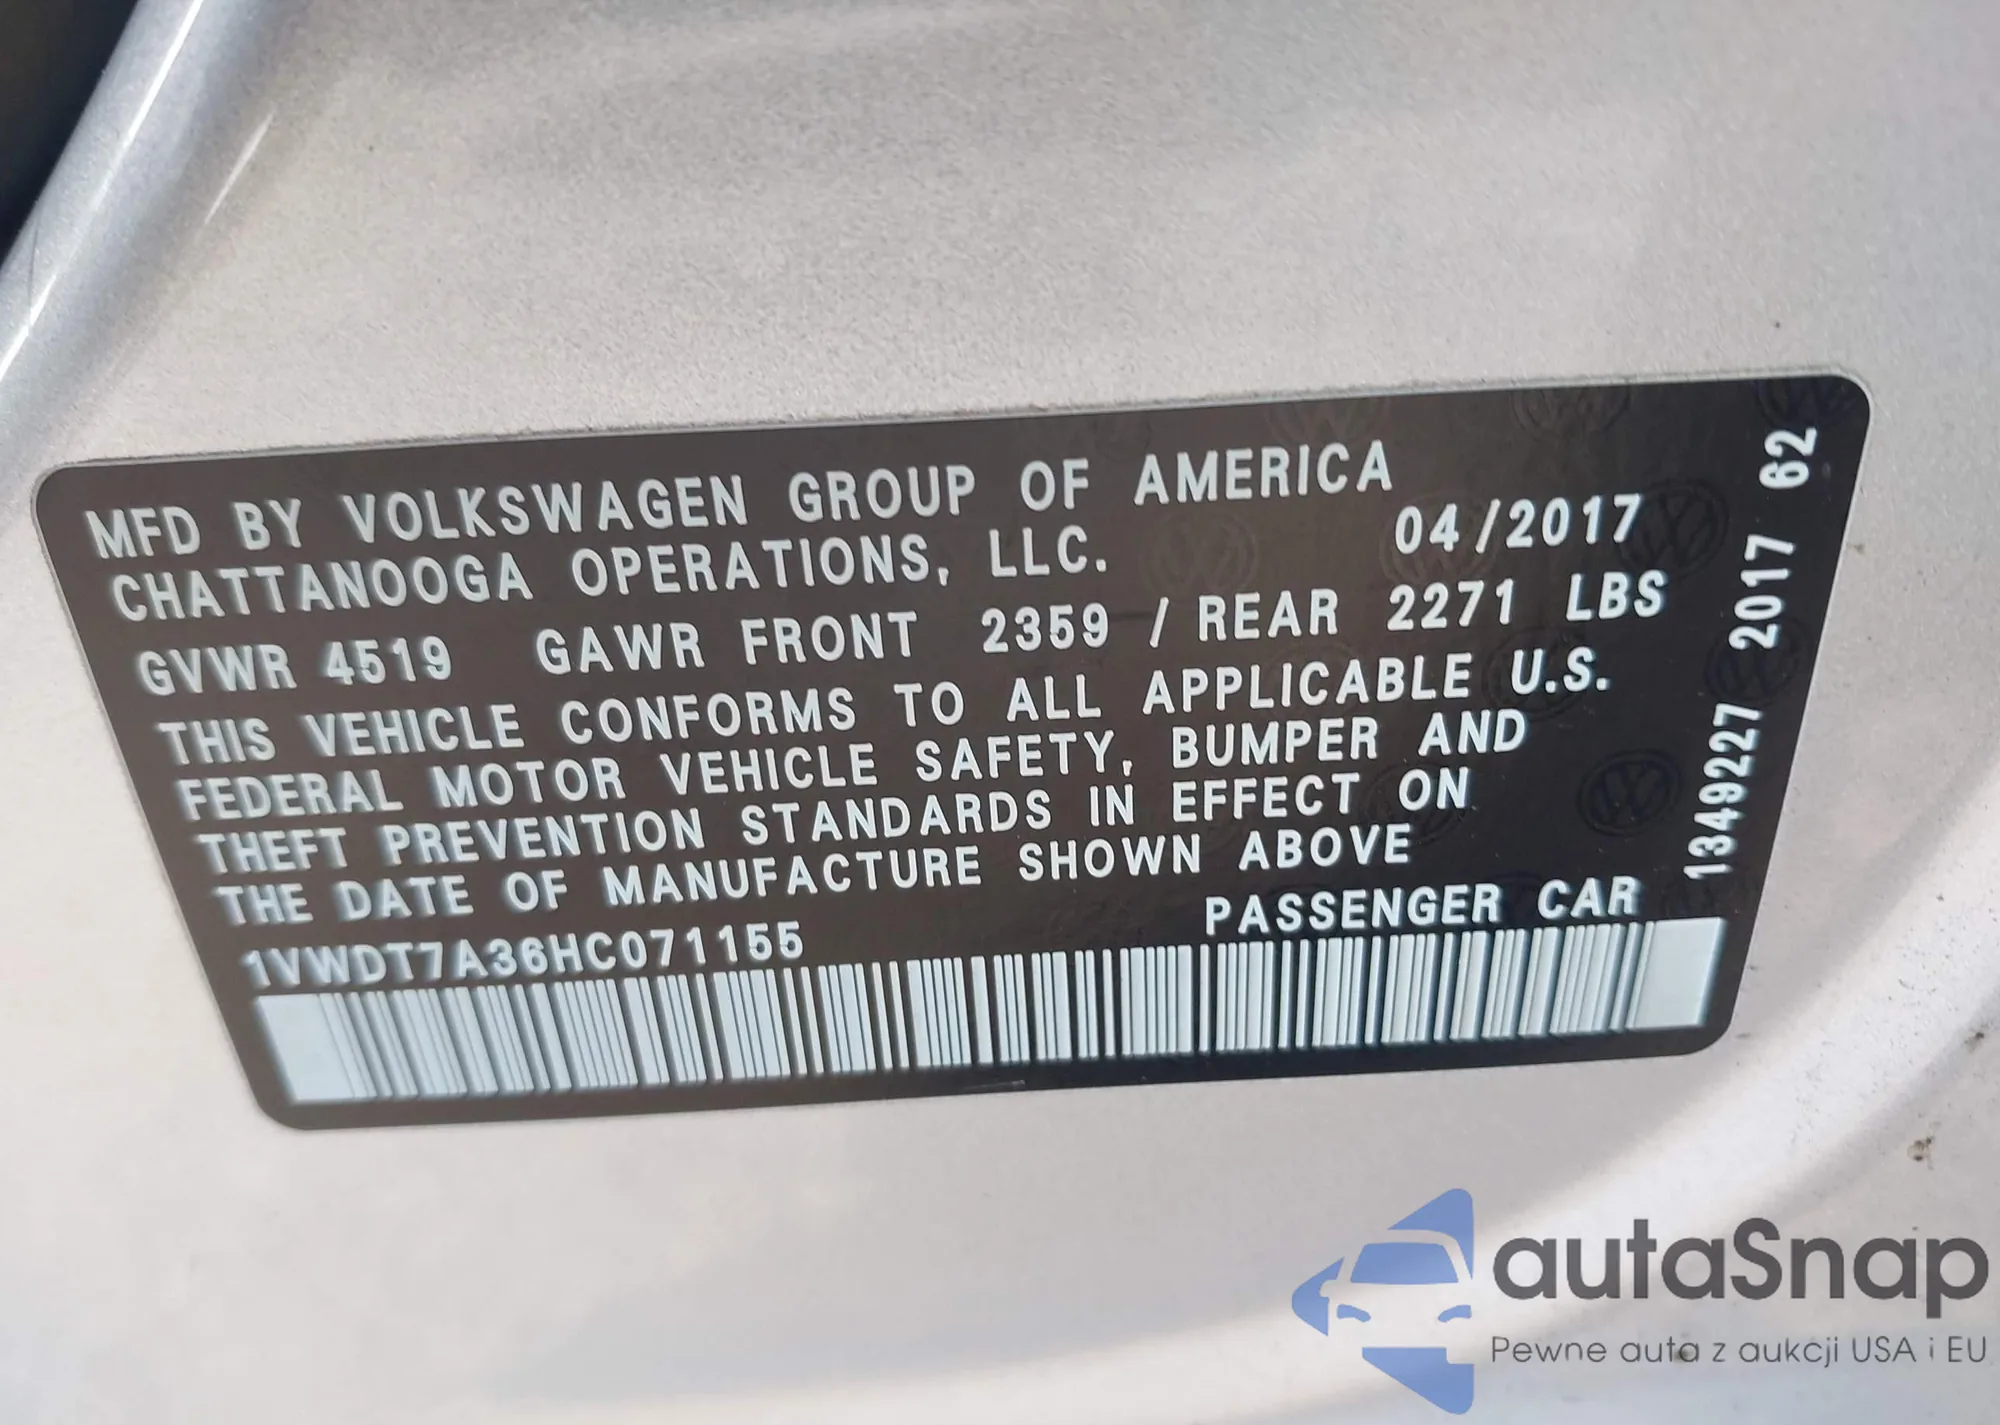 MFD BY VOLKSWAGEN GROUP OF AMERICA
CHATTANOOGA OPERATIONS, LLC. 04/2017
GVWR 4519 GAWR FRONT 2359 / REAR 2271 LBS
THIS VEHICLE CONFORMS TO ALL APPLICABLE U.S.
FEDERAL MOTOR VEHICLE SAFETY, BUMPER AND
THEFT PREVENTION STANDARDS IN EFFECT ON
THE DATE OF MANUFACTURE SHOWN ABOVE
1VWDT7A36HC071155 PASSENGER CAR
1349227 2017 62
autaSnap
Pewne auta z aukcji USA i EU